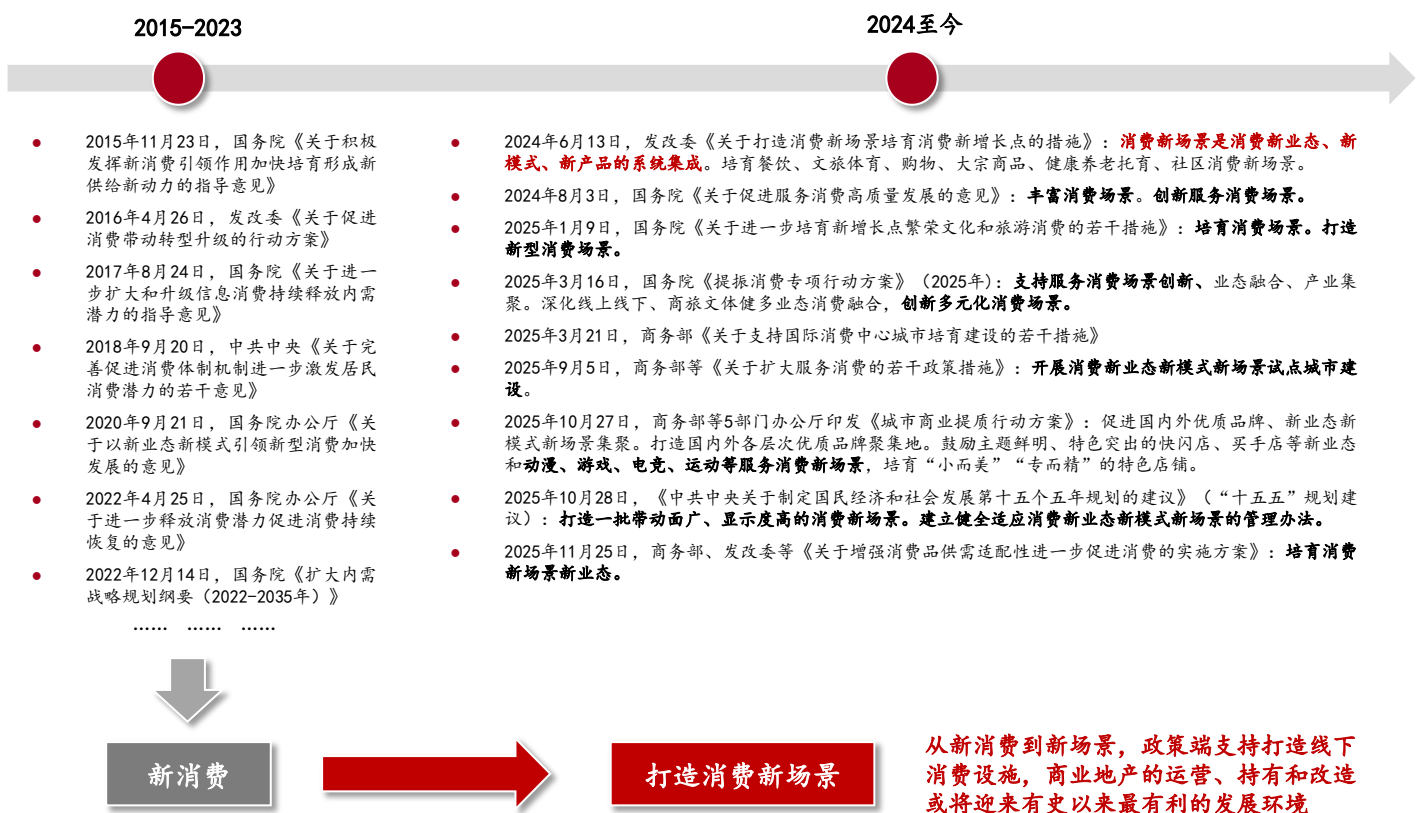 2015-2023
2024至今
2015年11月23日，国务院《关于积极
发挥新消费引领作用加快培育形成新
供给新动力的指导意见》
2016年4月26日，发改委《关于促进
消费带动转型升级的行动方案》
2017年8月24日，国务院《关于进一
步扩大和升级信息消费持续释放内需
潜力的指导意见》
2018年9月20日，中共中央《关于完
善促进消费体制机制进一步激发居民
消费潜力的若干意见》
2020年9月21日，国务院办公厅《关
于以新业态新模式引领新型消费加快
发展的意见》
2022年4月25日，国务院办公厅《关
于进一步释放消费潜力促进消费持续
恢复的意见》
2022年12月14日，国务院《扩大内需
战略规划纲要（2022-2035年）》
…… …… ……
2024年6月13日，发改委《关于打造消费新场景培育消费新增长点的措施》：消费新场景是消费新业态、新
模式、新产品的系统集成。培育餐饮、文旅体育、购物、大宗商品、健康养老托育、社区消费新场景。
2024年8月3日，国务院《关于促进服务消费高质量发展的意见》：丰富消费场景。创新服务消费场景。
2025年1月9日，国务院《关于进一步培育新增长点繁荣文化和旅游消费的若干措施》：培育消费场景。打造
新型消费场景。
2025年3月16日，国务院《提振消费专项行动方案》（2025年）：支持服务消费场景创新、业态融合、产业集
聚。深化线上线下、商旅文体健多业态消费融合，创新多元化消费场景。
2025年3月21日，商务部《关于支持国际消费中心城市培育建设的若干措施》
2025年9月5日，商务部等《关于扩大服务消费的若干政策措施》：开展消费新业态新模式新场景试点城市建
设。
2025年10月27日，商务部等5部门办公厅印发《城市商业提质行动方案》：促进国内外优质品牌、新业态新
模式新场景集聚。打造国内外各层次优质品牌聚集地。鼓励主题鲜明、特色突出的快闪店、买手店等新业态
和动漫、游戏、电竞、运动等服务消费新场景，培育“小而美”“专而精”的特色店铺。
2025年10月28日，《中共中央关于制定国民经济和社会发展第十五个五年规划的建议》（“十五五”规划建
议）：打造一批带动面广、显示度高的消费新场景。建立健全适应消费新业态新模式新场景的管理办法。
2025年11月25日，商务部、发改委等《关于增强消费品供需适配性进一步促进消费的实施方案》：培育消费
新场景新业态。
新消费
打造消费新场景
从新消费到新场景，政策端支持打造线下
消费设施，商业地产的运营、持有和改造
或将迎来有史以来最有利的发展环境